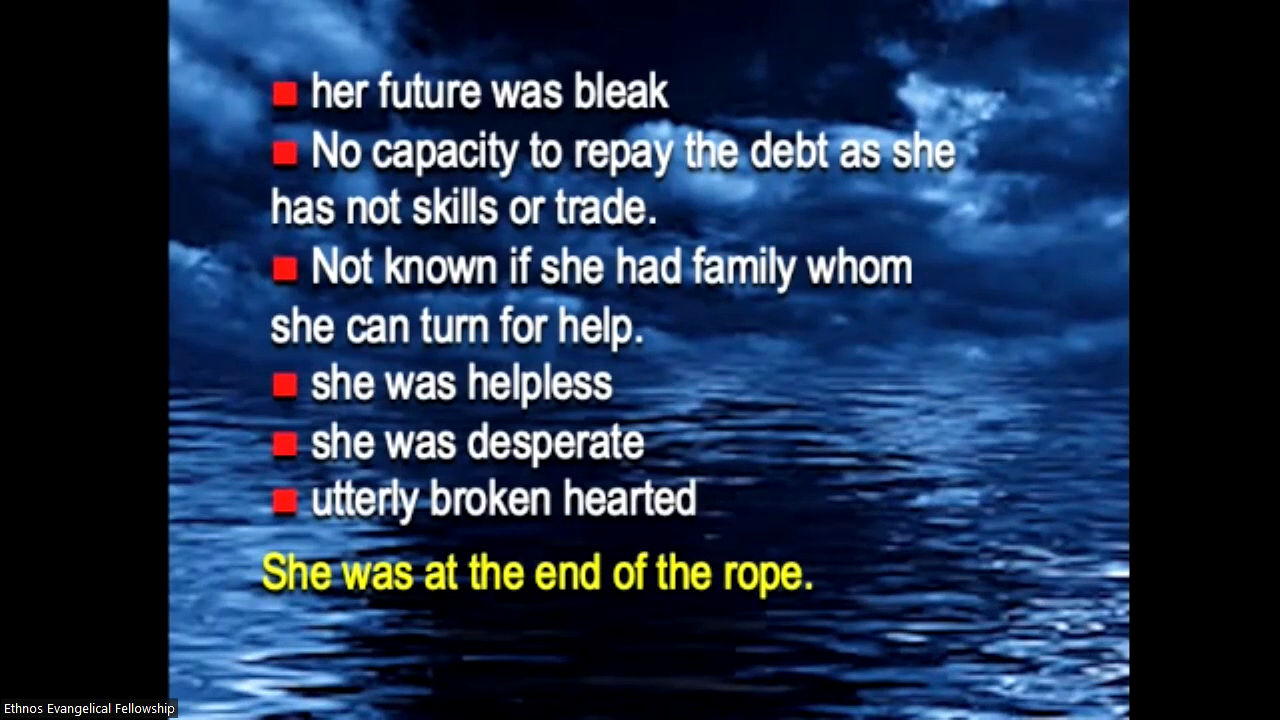 ■ her future was bleak
■ No capacity to repay the debt as she
has not skills or trade.
■ Not known if she had family whom
she can turn for help.
■ she was helpless
■ she was desperate
■ utterly broken hearted
She was at the end of the rope.
Ethnos Evangelical Fellowship